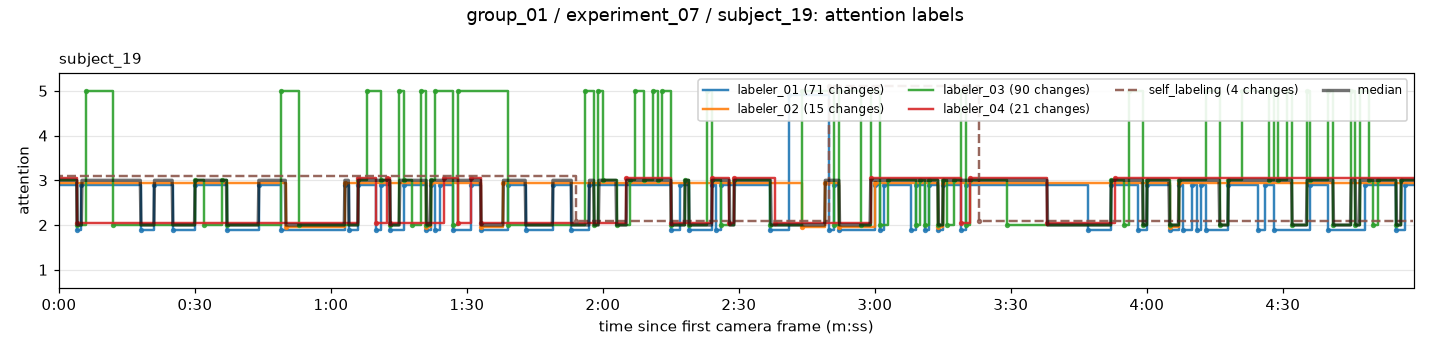 group_01 / experiment_07 / subject_19: attention labels
subject_19
labeler_01 (71 changes)
labeler_02 (15 changes)
labeler_03 (90 changes)
labeler_04 (21 changes)
self_labeling (4 changes)
median
attention
5
4
3
2
1
0:00 0:30 1:00 1:30 2:00 2:30 3:00 3:30 4:00 4:30
time since first camera frame (m:ss)